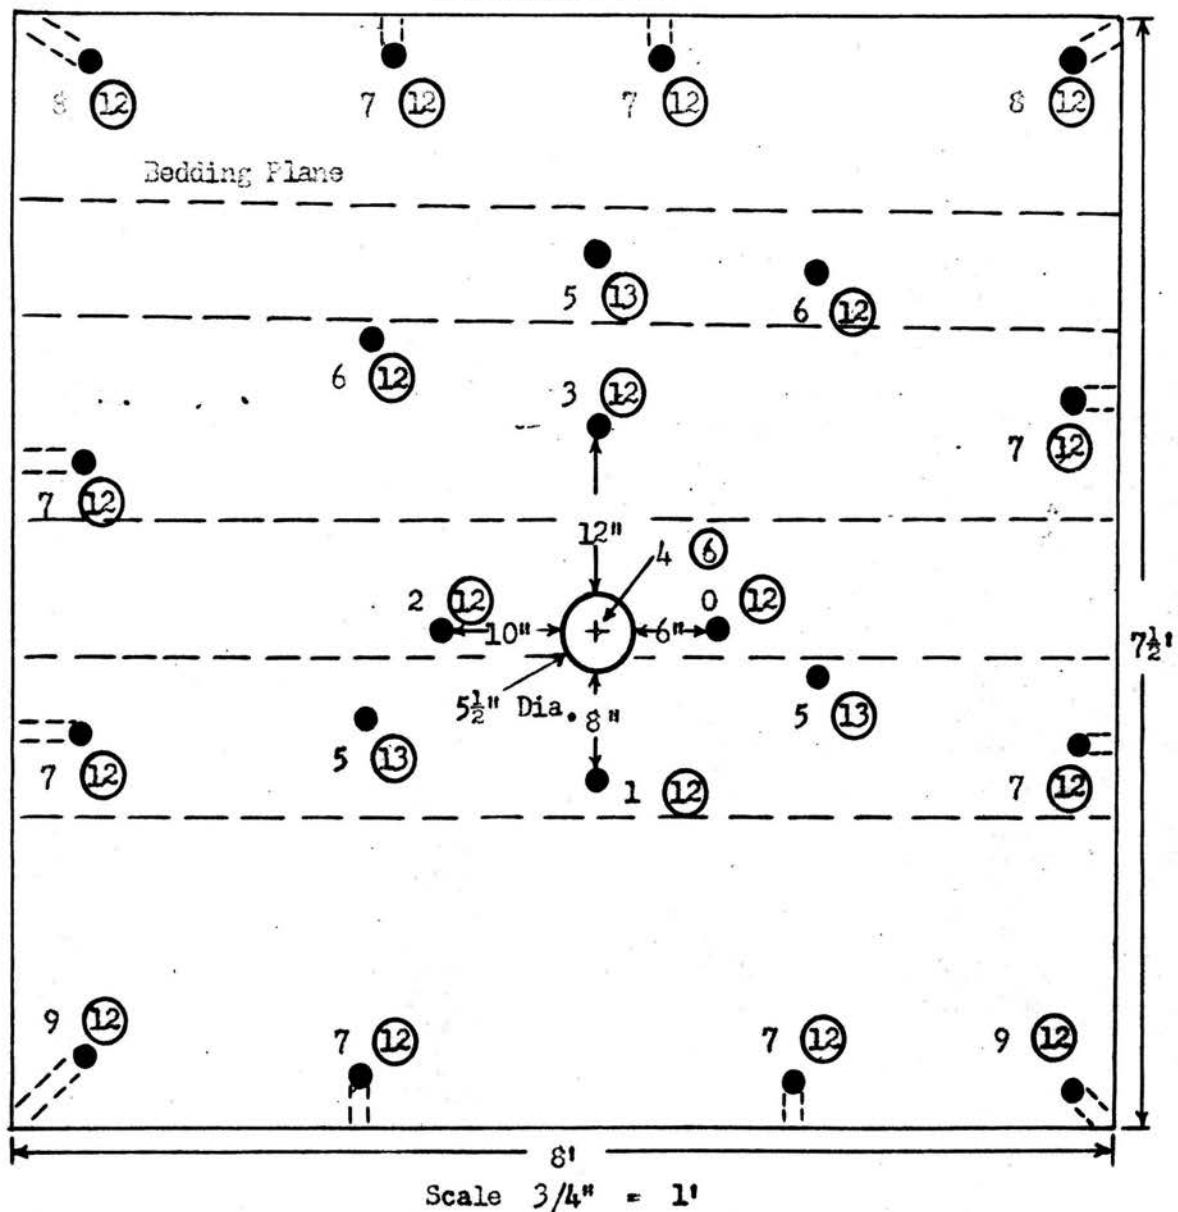 8 12 7 12 7 12 8 12
Bedding Plane
5 13 6 12
6 12 3 12
7 12
7 12
12" 4 6
2 12 0 12
10" 6"
7½'
5½" Dia. 8" 5 13
7 12 5 13 1 12 7 12
9 12 7 12 7 12 9 12
8'
Scale 3/4" = 1'